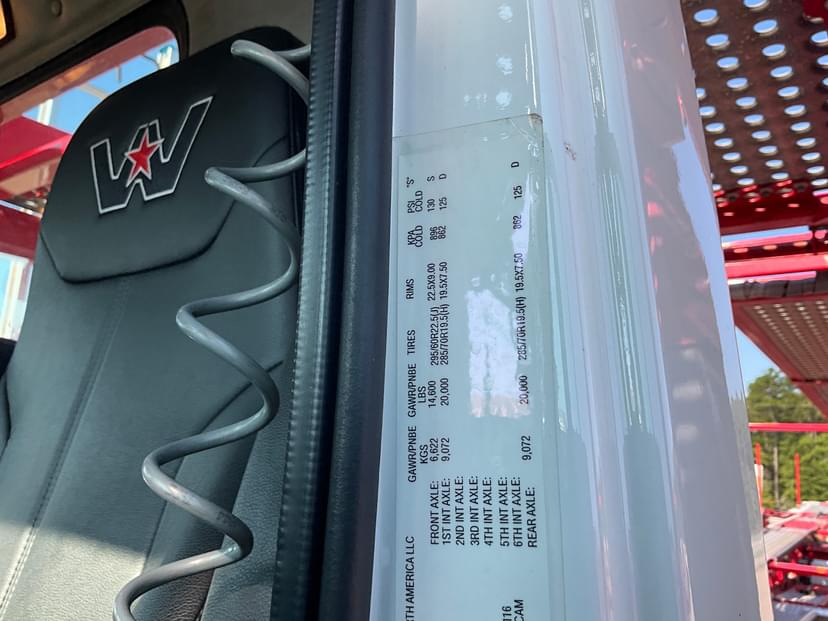 W
TH AMERICA LLC
GAWR/PNBE GAWR/PNBE TIRES RIMS KPA PSI "S"
KGS LBS COLD COLD
FRONT AXLE: 6,622 14,600 295/60R22.5(J) 22.5X9.00 896 130 S
1ST INT AXLE: 9,072 20,000 285/70R19.5(H) 19.5X7.50 862 125 D
2ND INT AXLE:
3RD INT AXLE:
4TH INT AXLE:
5TH INT AXLE:
6TH INT AXLE:
REAR AXLE: 9,072 20,000 285/70R19.5(H) 19.5X7.50 862 125 D
116
CAM